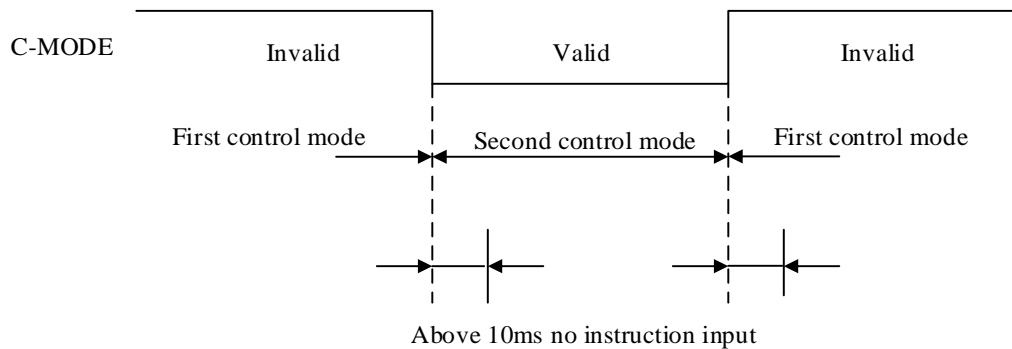 C-MODE
Invalid
Valid
Invalid
First control mode
Second control mode
First control mode
Above 10ms no instruction input